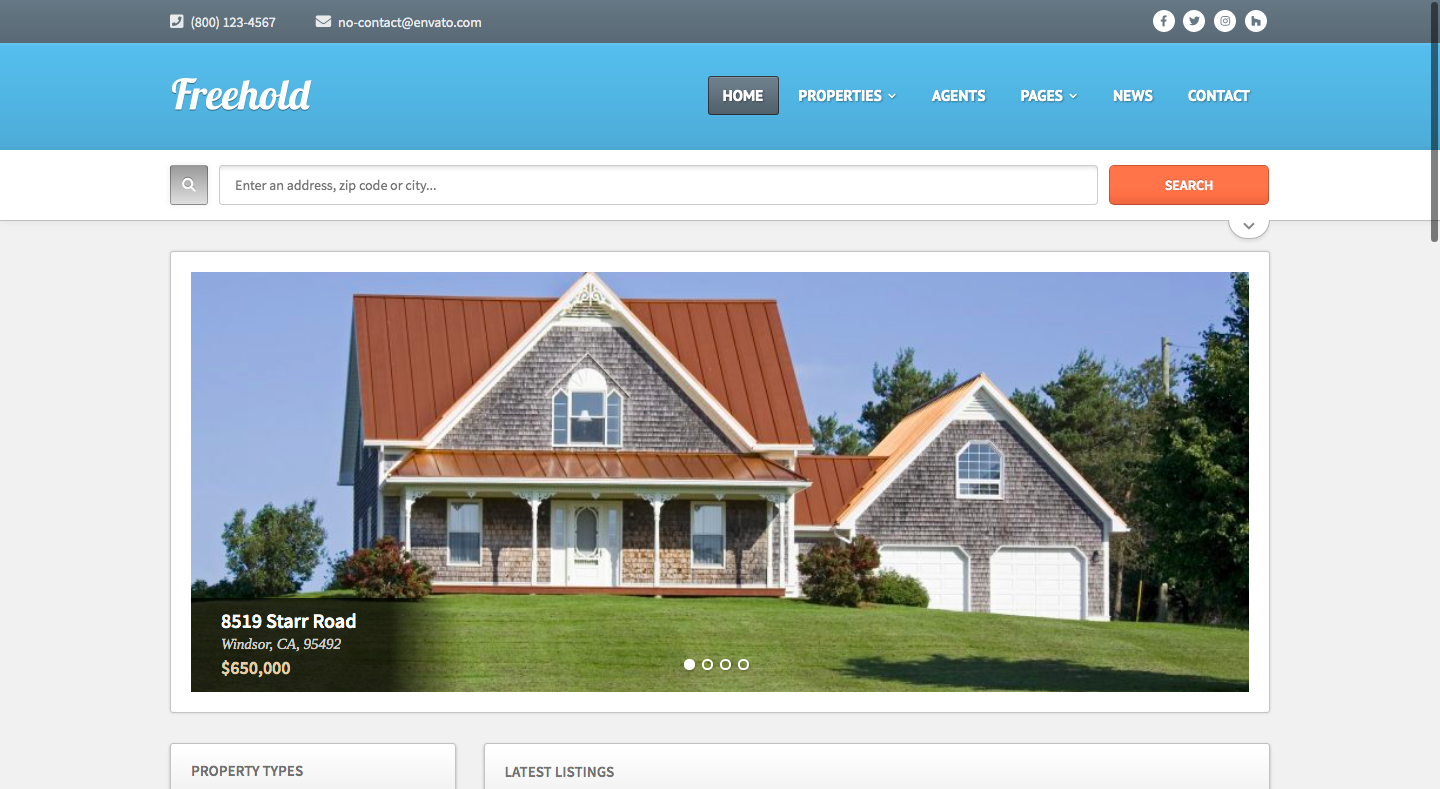 (800) 123-4567
no-contact@envato.com
Freehold
HOME
PROPERTIES
AGENTS
PAGES
NEWS
CONTACT
Enter an address, zip code or city...
SEARCH
8519 Starr Road
Windsor, CA, 95492
$650,000
PROPERTY TYPES
LATEST LISTINGS